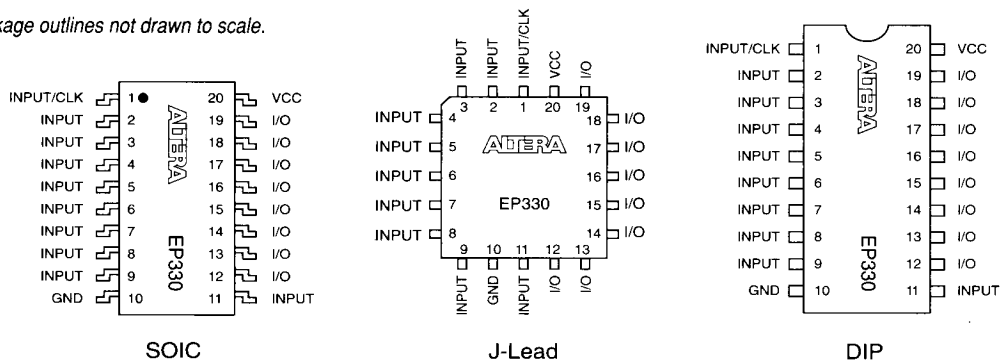 kage outlines not drawn to scale.
INPUT/CLK 1 20 VCC
INPUT 2 19 I/O
INPUT 3 18 I/O
INPUT 4 17 I/O
INPUT 5 16 I/O
INPUT 6 15 I/O
INPUT 7 14 I/O
INPUT 8 13 I/O
INPUT 9 12 I/O
GND 10 11 INPUT
ALTERA
EP330
SOIC
INPUT INPUT INPUT/CLK VCC I/O
3 2 1 20 19
INPUT 4 18 I/O
INPUT 5 ALTERA 17 I/O
INPUT 6 16 I/O
INPUT 7 EP330 15 I/O
INPUT 8 14 I/O
9 10 11 12 13
INPUT GND INPUT I/O I/O
J-Lead
INPUT/CLK 1 20 VCC
INPUT 2 19 I/O
INPUT 3 18 I/O
INPUT 4 17 I/O
INPUT 5 16 I/O
INPUT 6 15 I/O
INPUT 7 14 I/O
INPUT 8 13 I/O
INPUT 9 12 I/O
GND 10 11 INPUT
ALTERA
EP330
DIP